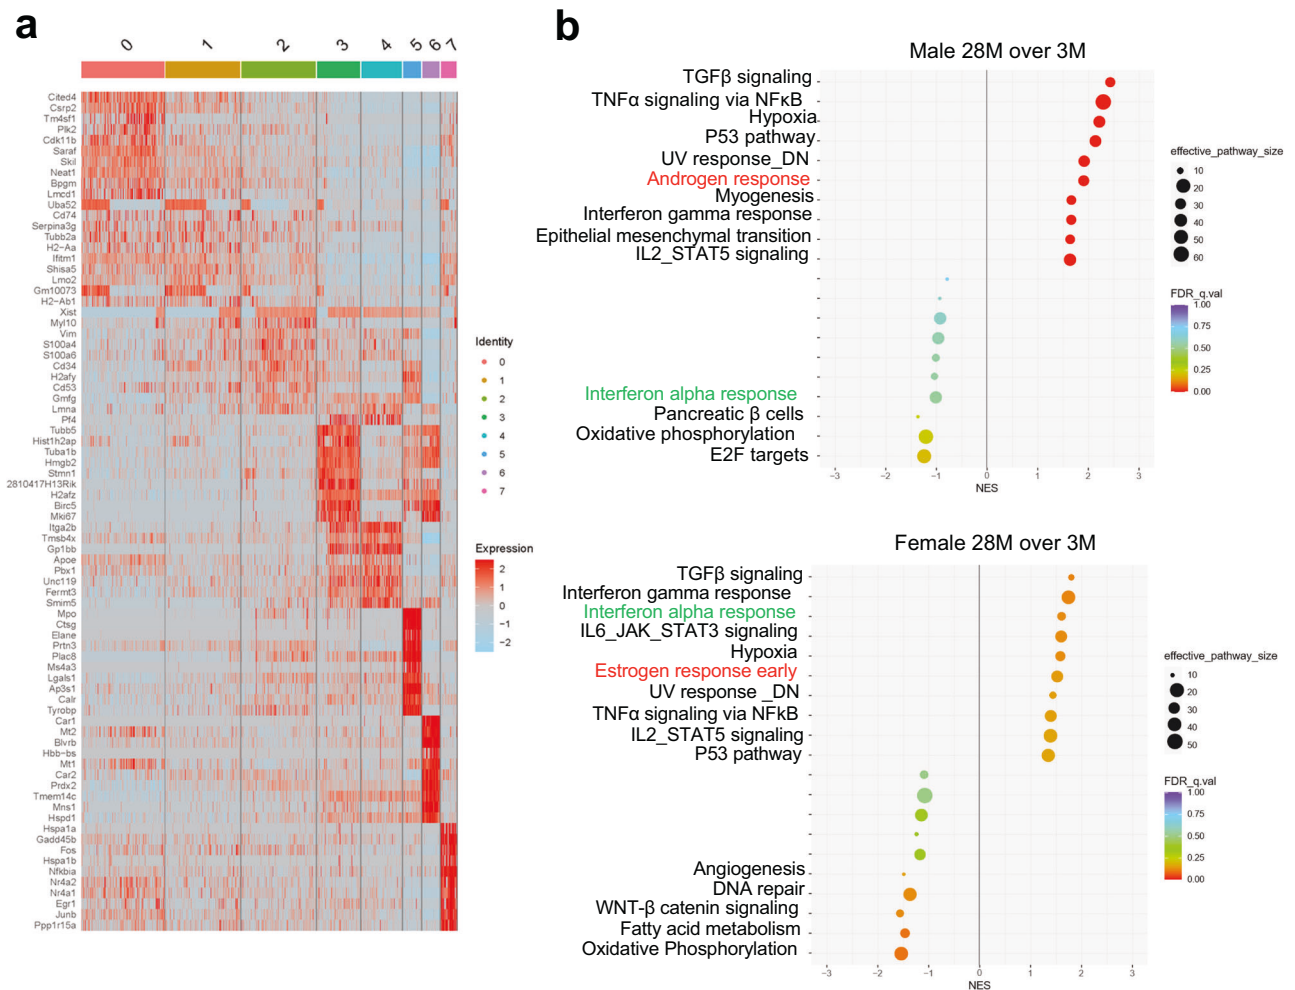 a
0 1 2 3 4 5 6 7
Cited4
Csrp2
Tm4sf1
Plk2
Cdk11b
Saraf
Skil
Neat1
Bpgm
Lmcd1
Uba52
Cd74
Serpina3g
Tubb2a
H2-Aa
Ifitm1
Shisa5
Lmo2
Gm10073
H2-Ab1
Xist
Myl10
Vim
S100a4
S100a6
Cd34
H2afy
Cd53
Gmfg
Lmna
Pf4
Tubb5
Hist1h2ap
Tuba1b
Hmgb2
Stmn1
2810417H13Rik
H2afz
Birc5
Mki67
Itga2b
Tmsb4x
Gp1bb
Apoe
Pbx1
Unc119
Fermt3
Smim5
Mpo
Ctsg
Elane
Prtn3
Plac8
Ms4a3
Lgals1
Ap3s1
Calr
Tyrobp
Car1
Mt2
Blvrb
Hbb-bs
Mt1
Car2
Prdx2
Tmem14c
Mns1
Hspd1
Hspa1a
Gadd45b
Fos
Hspa1b
Nfkbia
Nr4a2
Nr4a1
Egr1
Junb
Ppp1r15a
Identity
0
1
2
3
4
5
6
7
Expression
2
1
0
−1
−2
b
Male 28M over 3M
TGFβ signaling
TNFα signaling via NFκB
Hypoxia
P53 pathway
UV response_DN
Androgen response
Myogenesis
Interferon gamma response
Epithelial mesenchymal transition
IL2_STAT5 signaling
Interferon alpha response
Pancreatic β cells
Oxidative phosphorylation
E2F targets
−3 −2 −1 0 1 2 3
NES
effective_pathway_size
10
20
30
40
50
60
FDR_q.val
1.00
0.75
0.50
0.25
0.00
Female 28M over 3M
TGFβ signaling
Interferon gamma response
Interferon alpha response
IL6_JAK_STAT3 signaling
Hypoxia
Estrogen response early
UV response _DN
TNFα signaling via NFkB
IL2_STAT5 signaling
P53 pathway
Angiogenesis
DNA repair
WNT-β catenin signaling
Fatty acid metabolism
Oxidative Phosphorylation
−3 −2 −1 0 1 2 3
NES
effective_pathway_size
10
20
30
40
50
FDR_q.val
1.00
0.75
0.50
0.25
0.00